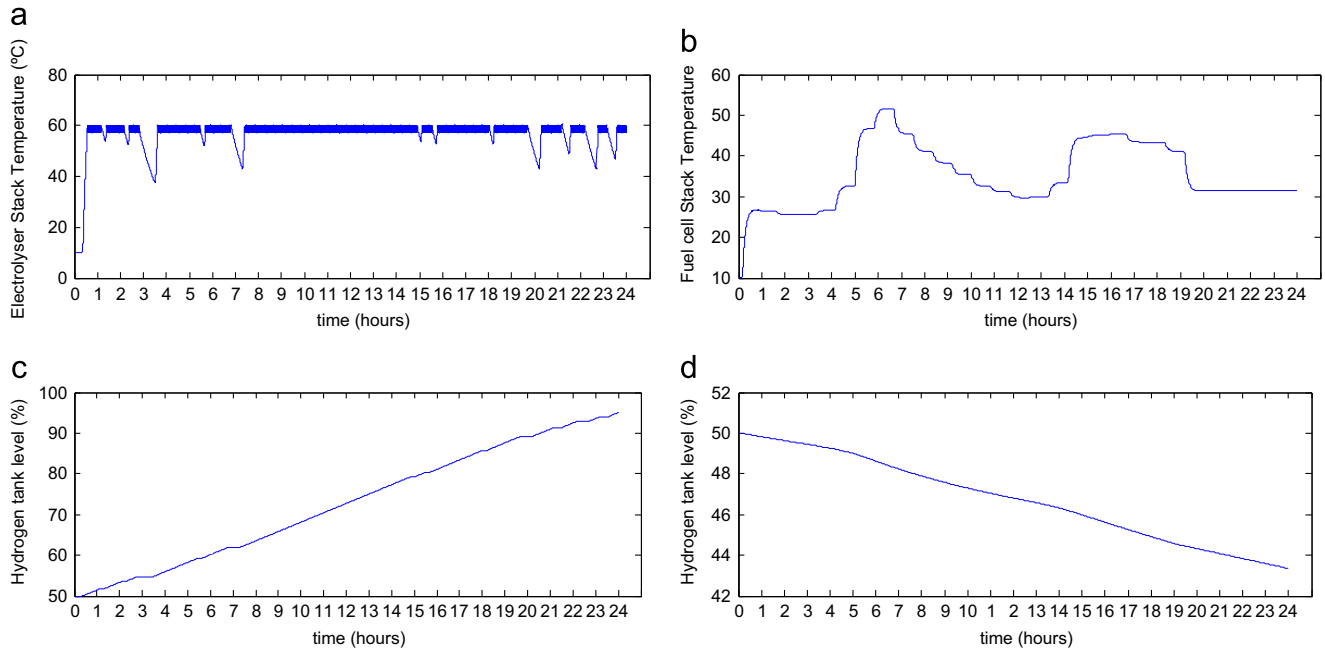 a
Electrolyser Stack Temperature (ºC)
80
60
40
20
0
0 1 2 3 4 5 6 7 8 9 10 11 12 13 14 15 16 17 18 19 20 21 22 23 24
time (hours)
b
Fuel cell Stack Temperature
60
50
40
30
20
10
0 1 2 3 4 5 6 7 8 9 10 11 12 13 14 15 16 17 18 19 20 21 22 23 24
time (hours)
c
Hydrogen tank level (%)
100
90
80
70
60
50
0 1 2 3 4 5 6 7 8 9 10 11 12 13 14 15 16 17 18 19 20 21 22 23 24
time (hours)
d
Hydrogen tank level (%)
52
50
48
46
44
42
0 1 2 3 4 5 6 7 8 9 10 1 2 13 14 15 16 17 18 19 20 21 22 23 24
time (hours)